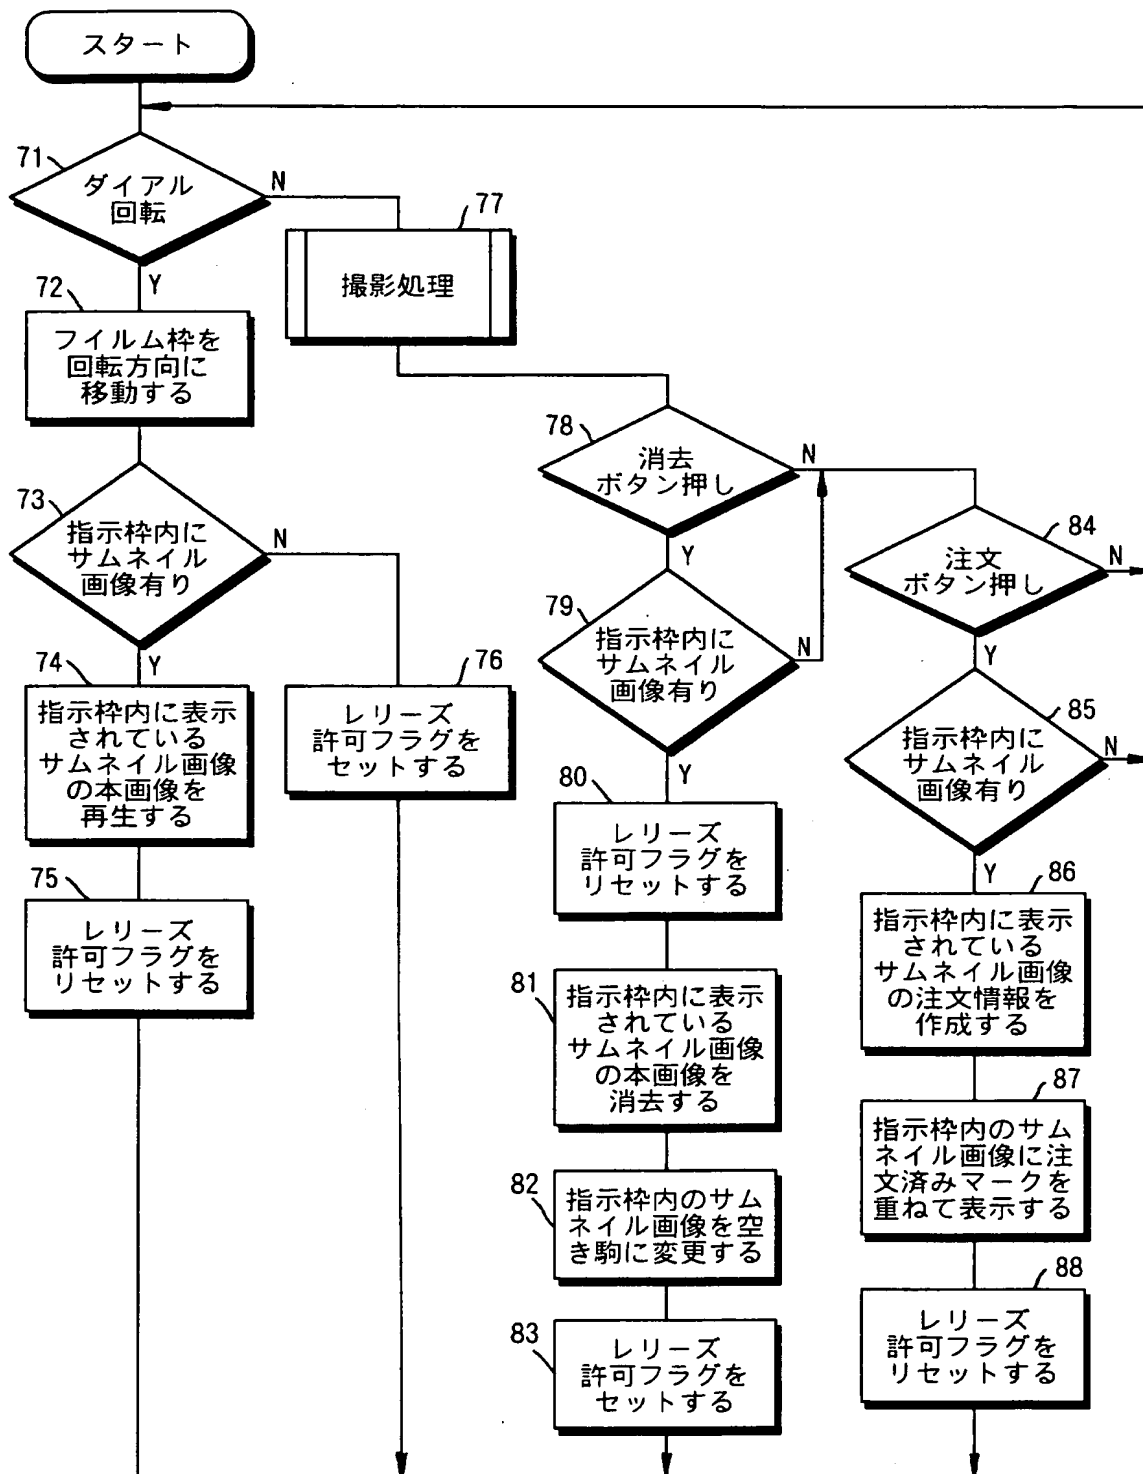 スタート
71
ダイアル
回転
N
Y
72
フイルム枠を
回転方向に
移動する
73
指示枠内に
サムネイル
画像有り
N
Y
74
指示枠内に表示
されている
サムネイル画像
の本画像を
再生する
75
レリーズ
許可フラグを
リセットする
76
レリーズ
許可フラグを
セットする
77
撮影処理
78
消去
ボタン押し
N
Y
79
指示枠内に
サムネイル
画像有り
N
Y
80
レリーズ
許可フラグを
リセットする
81
指示枠内に表示
されている
サムネイル画像
の本画像を
消去する
82
指示枠内のサム
ネイル画像を空
き駒に変更する
83
レリーズ
許可フラグを
セットする
84
注文
ボタン押し
N
Y
85
指示枠内に
サムネイル
画像有り
N
Y
86
指示枠内に表示
されている
サムネイル画像
の注文情報を
作成する
87
指示枠内のサム
ネイル画像に注
文済みマークを
重ねて表示する
88
レリーズ
許可フラグを
リセットする